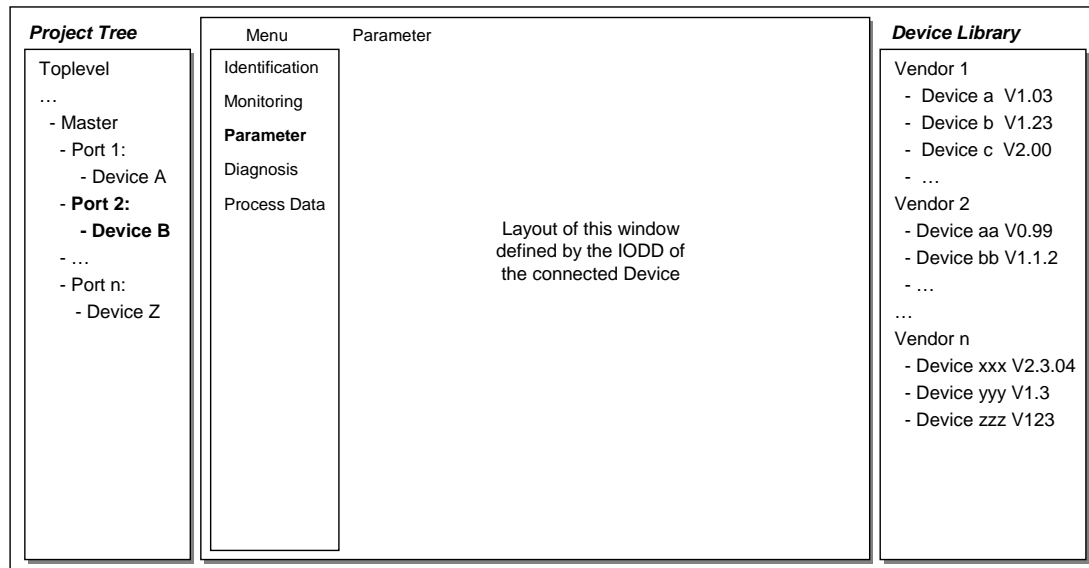 Project Tree
Toplevel
…
- Master
- Port 1:
- Device A
- Port 2:
- Device B
- …
- Port n:
- Device Z
Menu
Identification
Monitoring
Parameter
Diagnosis
Process Data
Parameter
Layout of this window
defined by the IODD of
the connected Device
Device Library
Vendor 1
- Device a V1.03
- Device b V1.23
- Device c V2.00
- …
Vendor 2
- Device aa V0.99
- Device bb V1.1.2
- …
…
Vendor n
- Device xxx V2.3.04
- Device yyy V1.3
- Device zzz V123